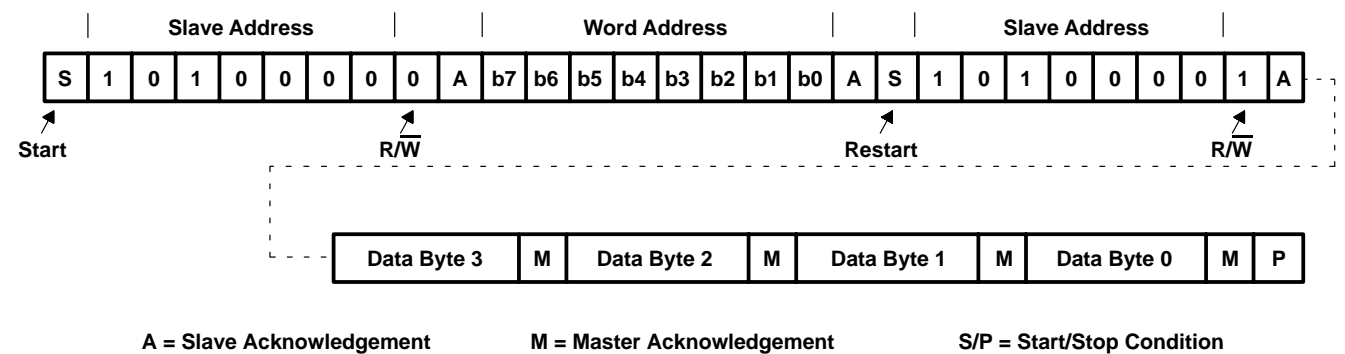 Slave Address Word Address Slave Address
S 1 0 1 0 0 0 0 0 A b7 b6 b5 b4 b3 b2 b1 b0 A S 1 0 1 0 0 0 0 1 A
Start R/W Restart R/W
Data Byte 3 M Data Byte 2 M Data Byte 1 M Data Byte 0 M P
A = Slave Acknowledgement M = Master Acknowledgement S/P = Start/Stop Condition